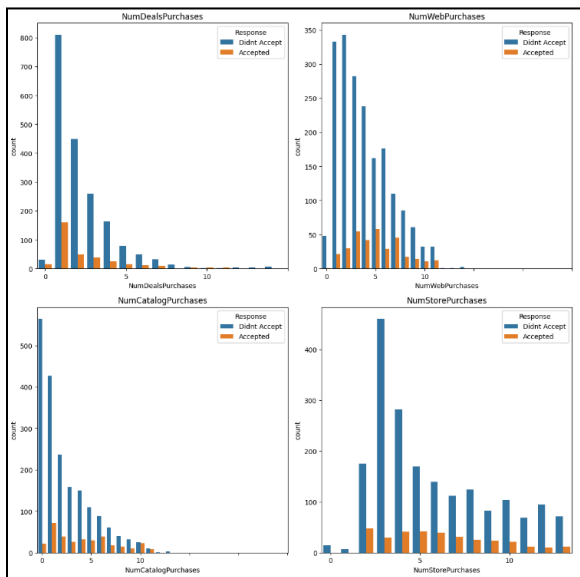 NumDealsPurchases
Response
Didnt Accept
Accepted
800
700
600
500
400
300
200
100
0
count
0
5
10
NumDealsPurchases
NumWebPurchases
Response
Didnt Accept
Accepted
350
300
250
200
150
100
50
0
count
0
5
10
NumWebPurchases
NumCatalogPurchases
Response
Didnt Accept
Accepted
500
400
300
200
100
0
count
0
5
10
NumCatalogPurchases
NumStorePurchases
Response
Didnt Accept
Accepted
400
300
200
100
0
count
0
5
10
NumStorePurchases